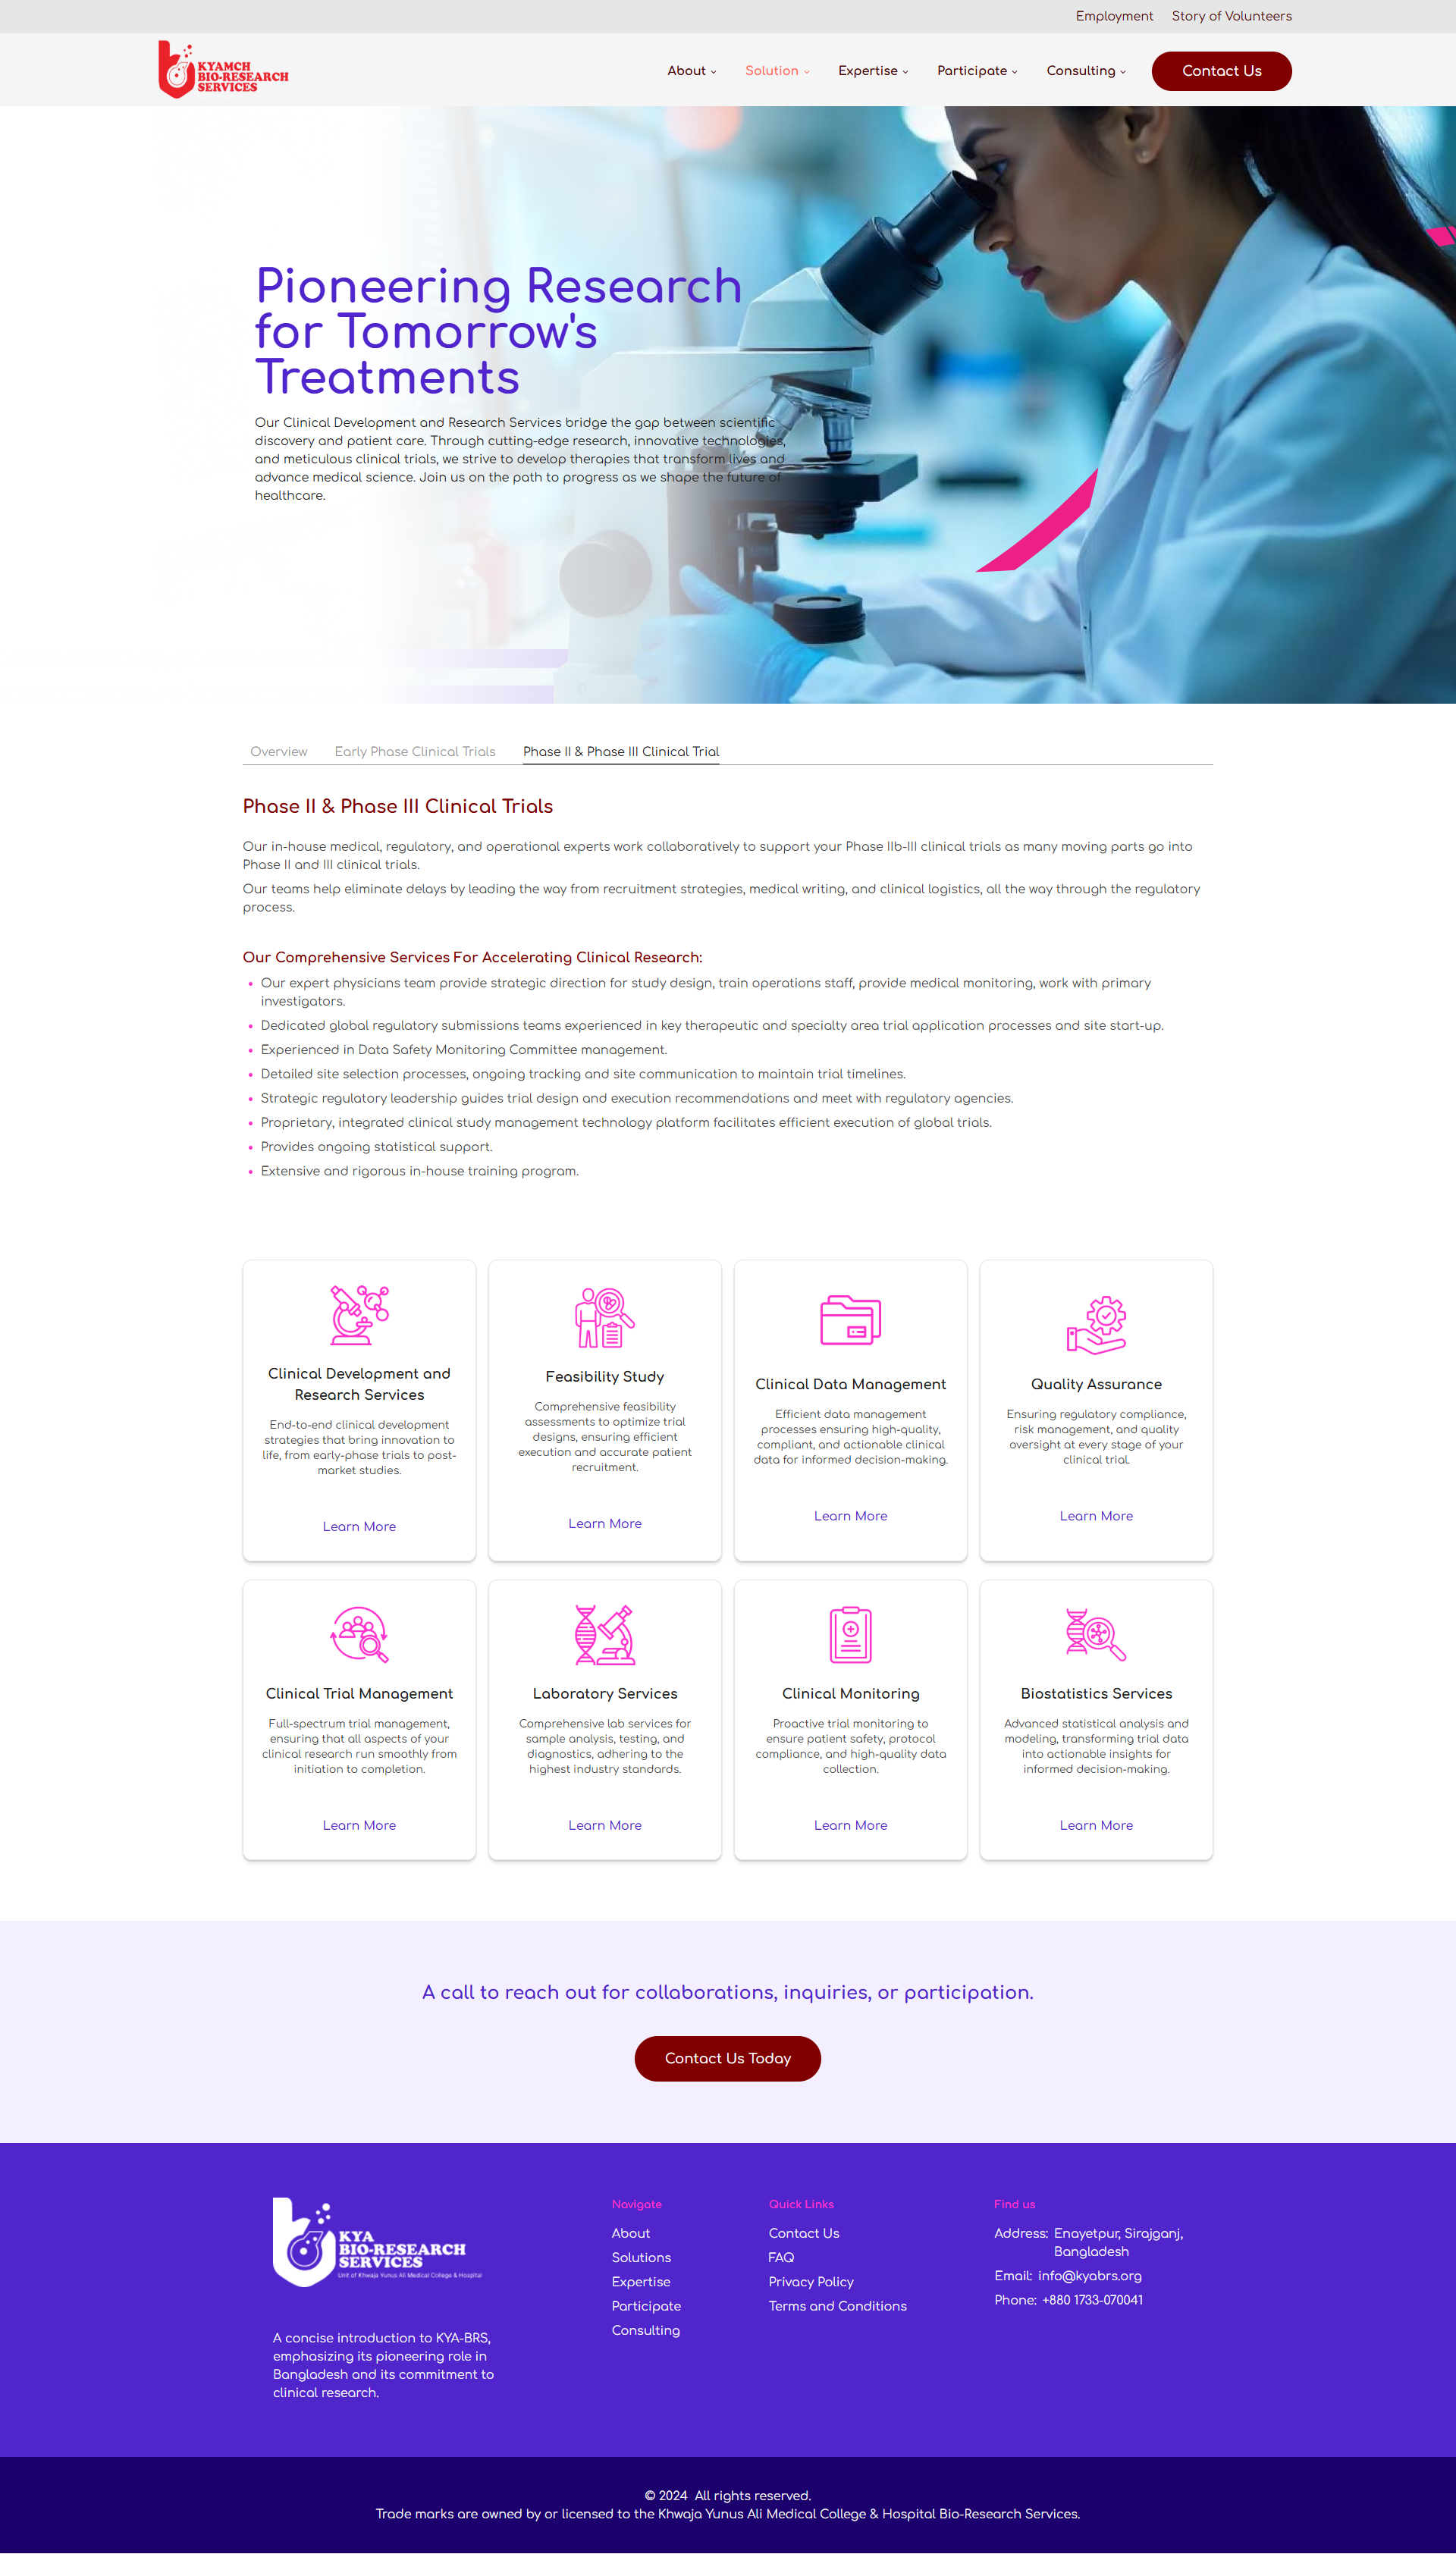 Employment Story of Volunteers
KYAMCH
BIO-RESEARCH
SERVICES
About Solution Expertise Participate Consulting Contact Us
Pioneering Research
for Tomorrow's
Treatments
Our Clinical Development and Research Services bridge the gap between scientific
discovery and patient care. Through cutting-edge research, innovative technologies,
and meticulous clinical trials, we strive to develop therapies that transform lives and
advance medical science. Join us on the path to progress as we shape the future of
healthcare.
Overview Early Phase Clinical Trials Phase II & Phase III Clinical Trial
Phase II & Phase III Clinical Trials
Our in-house medical, regulatory, and operational experts work collaboratively to support your Phase IIb-III clinical trials as many moving parts go into
Phase II and III clinical trials.
Our teams help eliminate delays by leading the way from recruitment strategies, medical writing, and clinical logistics, all the way through the regulatory
process.
Our Comprehensive Services For Accelerating Clinical Research:
• Our expert physicians team provide strategic direction for study design, train operations staff, provide medical monitoring, work with primary
investigators.
• Dedicated global regulatory submissions teams experienced in key therapeutic and specialty area trial application processes and site start-up.
• Experienced in Data Safety Monitoring Committee management.
• Detailed site selection processes, ongoing tracking and site communication to maintain trial timelines.
• Strategic regulatory leadership guides trial design and execution recommendations and meet with regulatory agencies.
• Proprietary, integrated clinical study management technology platform facilitates efficient execution of global trials.
• Provides ongoing statistical support.
• Extensive and rigorous in-house training program.
Clinical Development and
Research Services
End-to-end clinical development
strategies that bring innovation to
life, from early-phase trials to post-
market studies.
Learn More
Feasibility Study
Comprehensive feasibility
assessments to optimize trial
designs, ensuring efficient
execution and accurate patient
recruitment.
Learn More
Clinical Data Management
Efficient data management
processes ensuring high-quality,
compliant, and actionable clinical
data for informed decision-making.
Learn More
Quality Assurance
Ensuring regulatory compliance,
risk management, and quality
oversight at every stage of your
clinical trial.
Learn More
Clinical Trial Management
Full-spectrum trial management,
ensuring that all aspects of your
clinical research run smoothly from
initiation to completion.
Learn More
Laboratory Services
Comprehensive lab services for
sample analysis, testing, and
diagnostics, adhering to the
highest industry standards.
Learn More
Clinical Monitoring
Proactive trial monitoring to
ensure patient safety, protocol
compliance, and high-quality data
collection.
Learn More
Biostatistics Services
Advanced statistical analysis and
modeling, transforming trial data
into actionable insights for
informed decision-making.
Learn More
A call to reach out for collaborations, inquiries, or participation.
Contact Us Today
KYA
BIO-RESEARCH
SERVICES
Unit of Khwaja Yunus Ali Medical College & Hospital
A concise introduction to KYA-BRS,
emphasizing its pioneering role in
Bangladesh and its commitment to
clinical research.
Navigate
About
Solutions
Expertise
Participate
Consulting
Quick Links
Contact Us
FAQ
Privacy Policy
Terms and Conditions
Find us
Address: Enayetpur, Sirajganj,
Bangladesh
Email: info@kyabrs.org
Phone: +880 1733-070041
© 2024 All rights reserved.
Trade marks are owned by or licensed to the Khwaja Yunus Ali Medical College & Hospital Bio-Research Services.